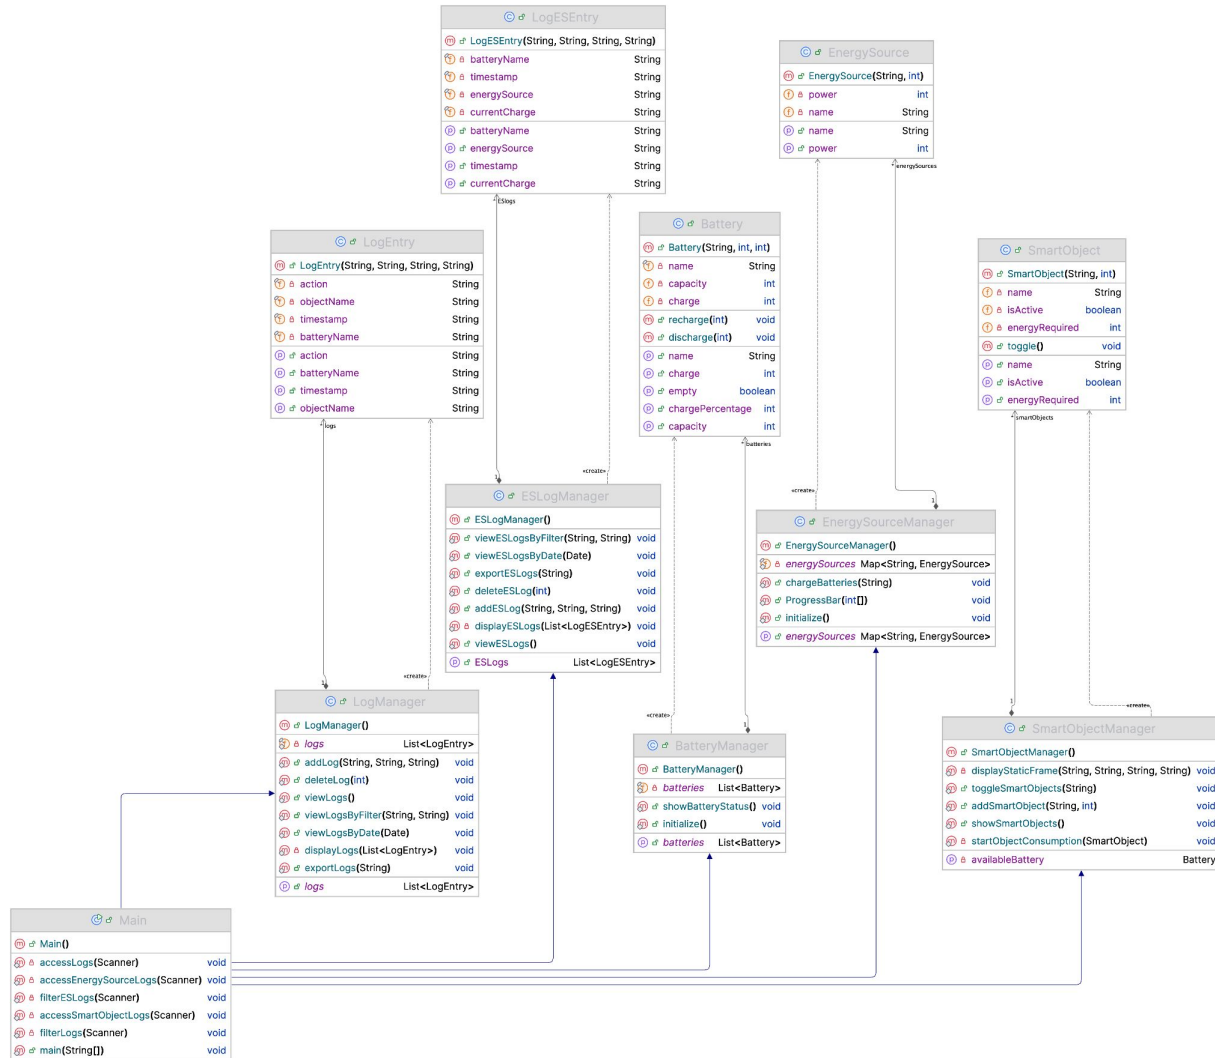 LogESEntry
LogESEntry(String, String, String, String)
batteryName String
timestamp String
energySource String
currentCharge String
batteryName String
energySource String
timestamp String
currentCharge String
*
ESlogs
EnergySource
EnergySource(String, int)
power int
name String
name String
power int
*
energySources
LogEntry
LogEntry(String, String, String, String)
action String
objectName String
timestamp String
batteryName String
action String
batteryName String
timestamp String
objectName String
*
logs
Battery
Battery(String, int, int)
name String
capacity int
charge int
recharge(int) void
discharge(int) void
name String
charge int
empty boolean
chargePercentage int
capacity int
*
batteries
SmartObject
SmartObject(String, int)
name String
isActive boolean
energyRequired int
toggle() void
name String
isActive boolean
energyRequired int
*
smartObjects
«create»
1
ESLogManager
ESLogManager()
viewESLogsByFilter(String, String) void
viewESLogsByDate(Date) void
exportESLogs(String) void
deleteESLog(int) void
addESLog(String, String, String) void
displayESLogs(List<LogESEntry>) void
viewESLogs() void
ESLogs List<LogESEntry>
«create»
1
EnergySourceManager
EnergySourceManager()
energySources Map<String, EnergySource>
chargeBatteries(String) void
ProgressBar(int[]) void
initialize() void
energySources Map<String, EnergySource>
«create»
1
LogManager
LogManager()
logs List<LogEntry>
addLog(String, String, String) void
deleteLog(int) void
viewLogs() void
viewLogsByFilter(String, String) void
viewLogsByDate(Date) void
displayLogs(List<LogEntry>) void
exportLogs(String) void
logs List<LogEntry>
«create»
1
BatteryManager
BatteryManager()
batteries List<Battery>
showBatteryStatus() void
initialize() void
batteries List<Battery>
«create»
1
SmartObjectManager
SmartObjectManager()
displayStaticFrame(String, String, String, String) void
toggleSmartObjects(String) void
addSmartObject(String, int) void
showSmartObjects() void
startObjectConsumption(SmartObject) void
availableBattery Battery
Main
Main()
accessLogs(Scanner) void
accessEnergySourceLogs(Scanner) void
filterESLogs(Scanner) void
accessSmartObjectLogs(Scanner) void
filterLogs(Scanner) void
main(String[]) void